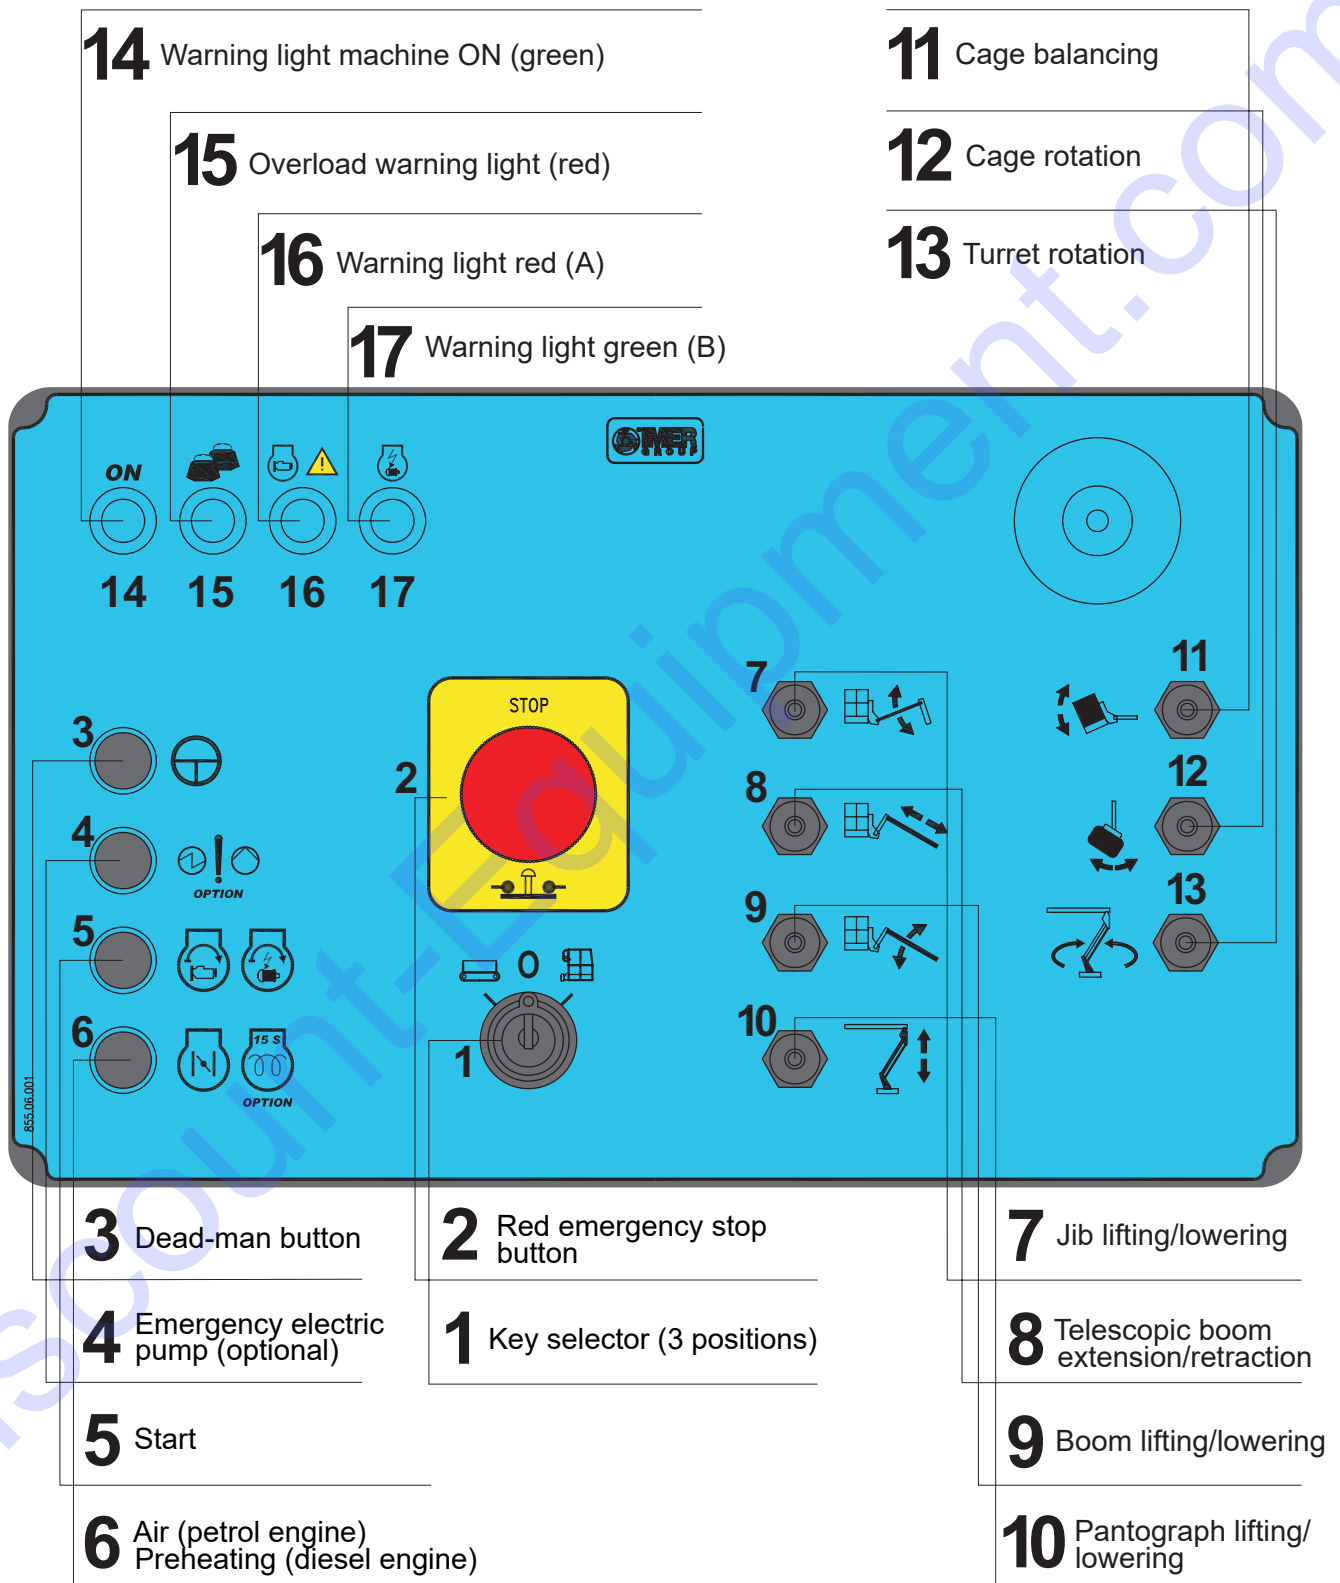 14 Warning light machine ON (green)
15 Overload warning light (red)
16 Warning light red (A)
17 Warning light green (B)
11 Cage balancing
12 Cage rotation
13 Turret rotation
IMER
GROUP
ON
14 15 16 17
3
4
OPTION
5
6
15 S
OPTION
855.06.001
STOP
2
0
1
7
8
9
10
11
12
13
3 Dead-man button
4 Emergency electric
pump (optional)
5 Start
6 Air (petrol engine)
Preheating (diesel engine)
2 Red emergency stop
button
1 Key selector (3 positions)
7 Jib lifting/lowering
8 Telescopic boom
extension/retraction
9 Boom lifting/lowering
10 Pantograph lifting/
lowering
iscount-Equipment.com